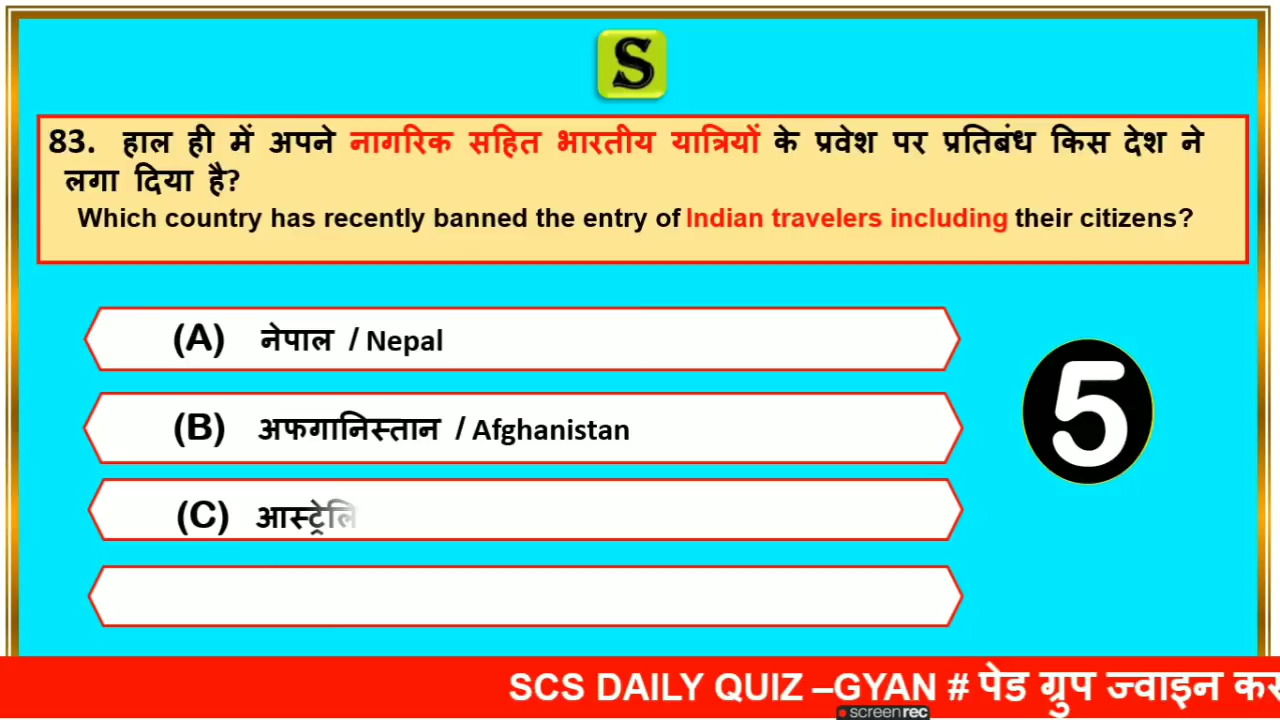 S
83. हाल ही में अपने नागरिक सहित भारतीय यात्रियों के प्रवेश पर प्रतिबंध किस देश ने
लगा दिया है?
Which country has recently banned the entry of Indian travelers including their citizens?
(A) नेपाल / Nepal
(B) अफगानिस्तान / Afghanistan
5
(C) आस्ट्रेलि
SCS DAILY QUIZ –GYAN # पेड ग्रुप ज्वाइन
screenrec